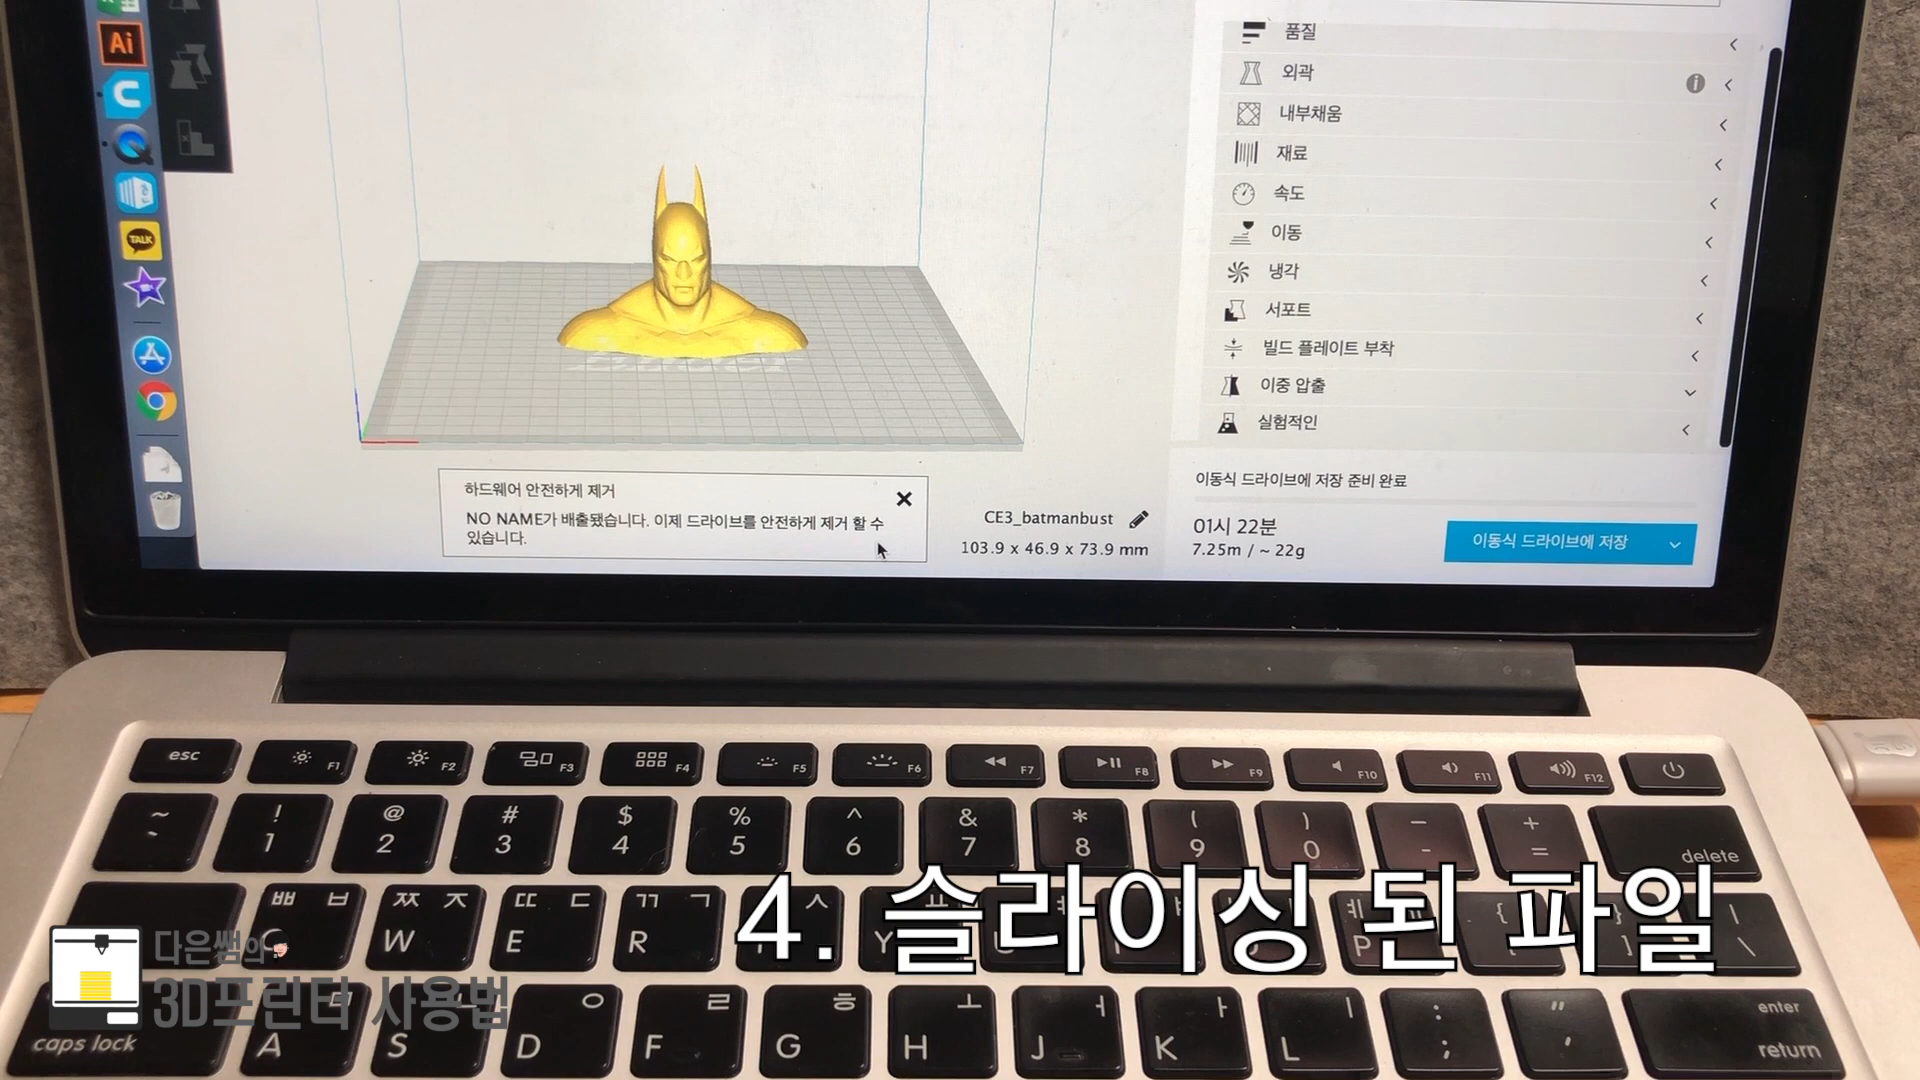 Ai
TALK
품질
외곽
내부채움
재료
속도
이동
냉각
서포트
빌드 플레이트 부착
이중 압출
실험적인
하드웨어 안전하게 제거
NO NAME가 배출됐습니다. 이제 드라이브를 안전하게 제거 할 수
있습니다.
CE3_batmanbust
103.9 x 46.9 x 73.9 mm
이동식 드라이브에 저장 준비 완료
01시 22분
7.25m / ~ 22g
이동식 드라이브에 저장
esc F1 F2 F3 F4 F5 F6 F7 F8 F9 F10 F11 F12
~ ! @ # $ % ^ & * ( ) _ +
` 1 2 3 4 5 6 7 8 9 0 - = delete
ㅃ ㅂ ㅉ ㅈ ㄸ ㄷ ㄲ ㄱ ㅅ
W E R Y P
4. 슬라이싱 된 파일
다은쌤의
3D프린터 사용법
ㅇ ㄹ ㅎ ㅗ ㅓ ㅏ ㅣ : " enter
caps lock A S D F G H J K L ; ' return